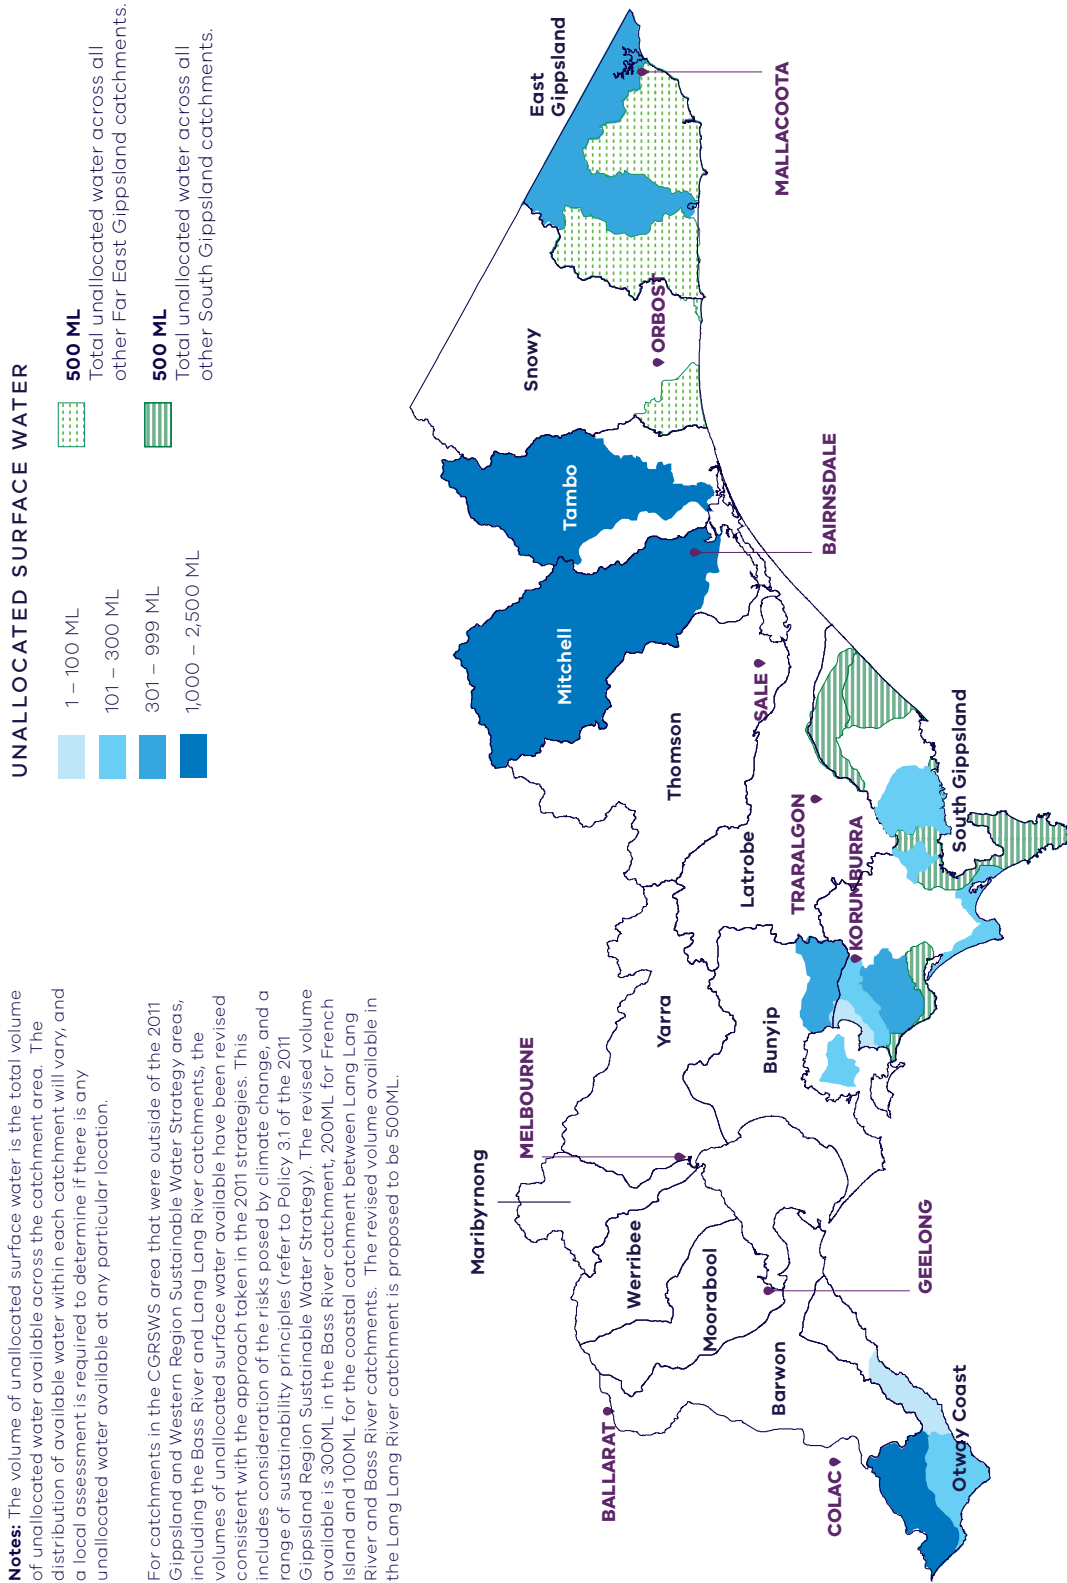 UNALLOCATED SURFACE WATER
1 – 100 ML
101 – 300 ML
301 – 999 ML
1,000 – 2,500 ML
500 ML
Total unallocated water across all
other Far East Gippsland catchments.
500 ML
Total unallocated water across all
other South Gippsland catchments.
Notes: The volume of unallocated surface water is the total volume
of unallocated water available across the catchment area. The
distribution of available water within each catchment will vary, and
a local assessment is required to determine if there is any
unallocated water available at any particular location.
For catchments in the CGRSWS area that were outside of the 2011
Gippsland and Western Region Sustainable Water Strategy areas,
including the Bass River and Lang Lang River catchments, the
volumes of unallocated surface water available have been revised
consistent with the approach taken in the 2011 strategies. This
includes consideration of the risks posed by climate change, and a
range of sustainability principles (refer to Policy 3.1 of the 2011
Gippsland Region Sustainable Water Strategy). The revised volume
available is 300ML in the Bass River catchment, 200ML for French
Island and 100ML for the coastal catchment between Lang Lang
River and Bass River catchments. The revised volume available in
the Lang Lang River catchment is proposed to be 500ML.
East
Gippsland
MALLACOOTA
Snowy
ORBOST
Tambo
BAIRNSDALE
Mitchell
SALE
Thomson
South Gippsland
TRARALGON
Latrobe
KORUMBURRA
Yarra
Bunyip
MELBOURNE
Maribyrnong
Werribee
Moorabool
GEELONG
Barwon
BALLARAT
COLAC
Otway Coast